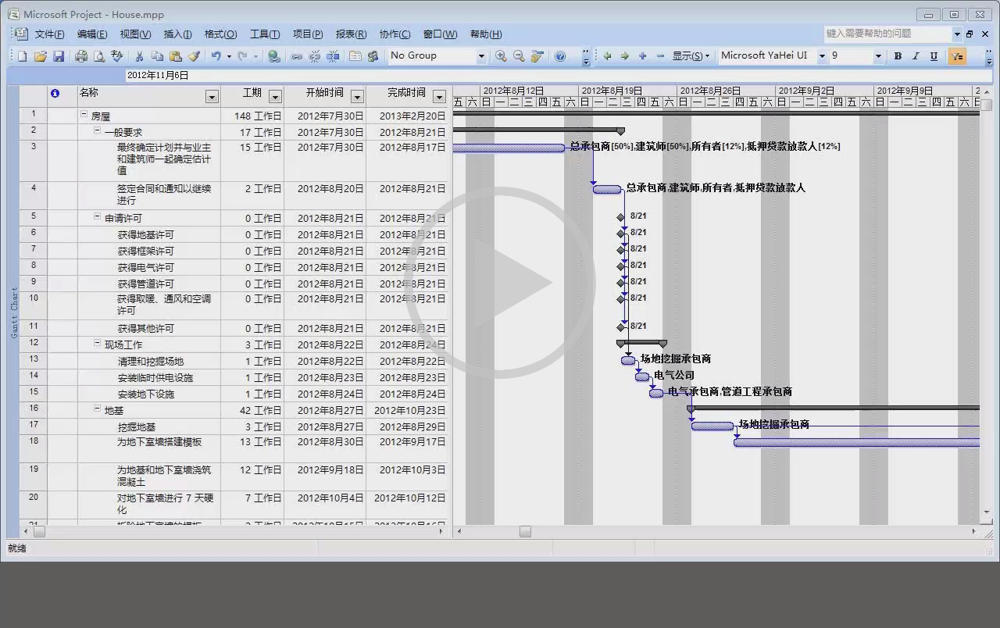 Microsoft Project - House.mpp
文件(F) 编辑(E) 视图(V) 插入(I) 格式(O) 工具(T) 项目(P) 报表(R) 协作(C) 窗口(W) 帮助(H) 键入需要帮助的问题
No Group 显示(S) Microsoft YaHei UI 9 B I U
2012年11月6日
名称 工期 开始时间 完成时间
2012年8月12日 2012年8月19日 2012年8月26日 2012年9月2日 2012年9月9日 2
五 六 日 一 二 三 四 五 六 日 一 二 三 四 五 六 日 一 二 三 四 五 六 日 一 二 三 四 五 六 日 一 二 三 四 五 六 日
1 房屋 148 工作日 2012年7月30日 2013年2月20日
2 一般要求 17 工作日 2012年7月30日 2012年8月21日
3 最终确定计划并与业主 15 工作日 2012年7月30日 2012年8月17日 总承包商[50%],建筑师[50%],所有者[12%],抵押贷款放款人[12%]
和建筑师一起确定估计
值
4 签定合同和通知以继续 2 工作日 2012年8月20日 2012年8月21日 总承包商,建筑师,所有者,抵押贷款放款人
进行
5 申请许可 0 工作日 2012年8月21日 2012年8月21日 8/21
6 获得地基许可 0 工作日 2012年8月21日 2012年8月21日 8/21
7 获得框架许可 0 工作日 2012年8月21日 2012年8月21日 8/21
8 获得电气许可 0 工作日 2012年8月21日 2012年8月21日 8/21
9 获得管道许可 0 工作日 2012年8月21日 2012年8月21日 8/21
10 获得取暖、通风和空调 0 工作日 2012年8月21日 2012年8月21日 8/21
许可
11 获得其他许可 0 工作日 2012年8月21日 2012年8月21日 8/21
12 现场工作 3 工作日 2012年8月22日 2012年8月24日
13 清理和挖掘场地 1 工作日 2012年8月22日 2012年8月22日 场地挖掘承包商
14 安装临时供电设施 1 工作日 2012年8月23日 2012年8月23日 电气公司
15 安装地下设施 1 工作日 2012年8月24日 2012年8月24日 电气承包商,管道工程承包商
16 地基 42 工作日 2012年8月27日 2012年10月23日
17 挖掘地基 3 工作日 2012年8月27日 2012年8月29日 场地挖掘承包商
18 为地下室墙搭建模板 13 工作日 2012年8月30日 2012年9月17日
19 为地基和地下室墙浇筑 12 工作日 2012年9月18日 2012年10月3日
混凝土
20 对地下室墙进行 7 天硬 7 工作日 2012年10月4日 2012年10月12日
化
Gantt Chart
就绪